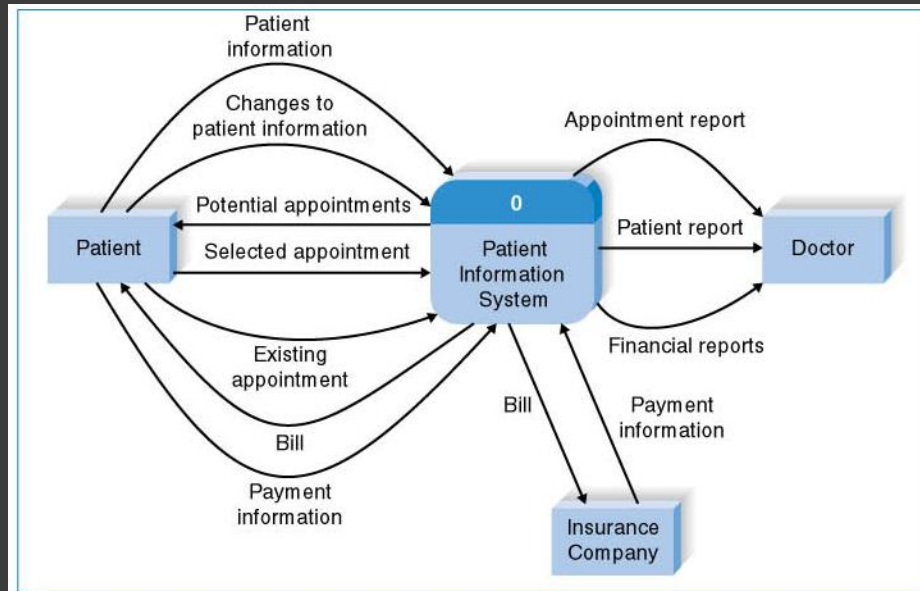 Patient
information
Changes to
patient information
Appointment report
Potential appointments
0
Patient
Selected appointment
Patient
Information
System
Patient report
Doctor
Existing
appointment
Financial reports
Bill
Bill
Payment
information
Payment
information
Insurance
Company